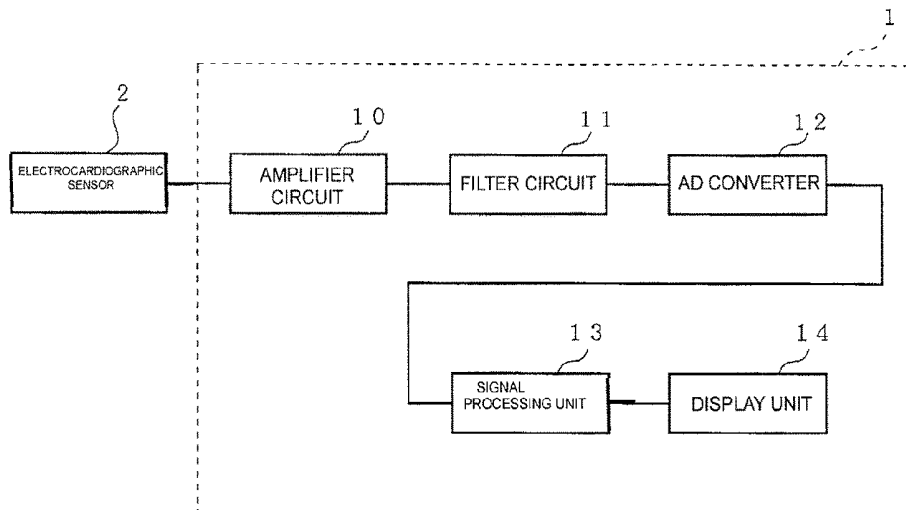 1
2
10
11
12
ELECTROCARDIOGRAPHIC
SENSOR
AMPLIFIER
CIRCUIT
FILTER CIRCUIT
AD CONVERTER
13
14
SIGNAL
PROCESSING UNIT
DISPLAY UNIT